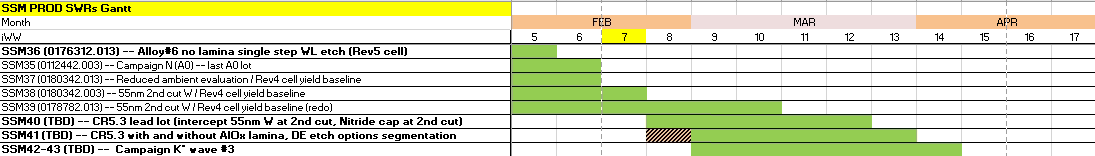 SSM PROD SWRs Gantt
Month FEB MAR APR
iWW 5 6 7 8 9 10 11 12 13 14 15 16 17
SSM36 (0176312.013) -- Alloy#6 no lamina single step WL etch (Rev5 cell)
SSM35 (0112442.003) -- Campaign N (A0) -- last A0 lot
SSM37 (0180342.013) -- Reduced ambient evaluation / Rev4 cell yield baseline
SSM38 (0180342.003) -- 55nm 2nd cut W / Rev4 cell yield baseline
SSM39 (0178782.013) -- 55nm 2nd cut W / Rev4 cell yield baseline (redo)
SSM40 (TBD) -- CR5.3 lead lot (intercept 55nm W at 2nd cut, Nitride cap at 2nd cut)
SSM41 (TBD) -- CR5.3 with and without AlOx lamina, DE etch options segmentation
SSM42-43 (TBD) -- Campaign K" wave #3